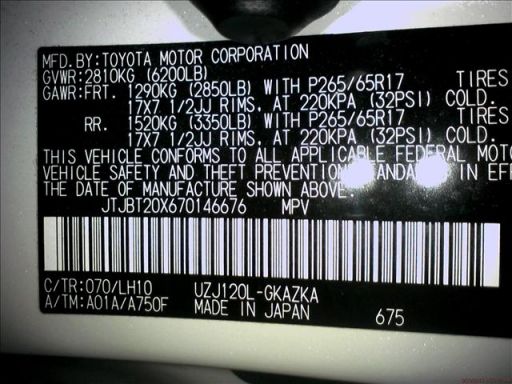 MFD.BY:TOYOTA MOTOR CORPORATION
GVWR:2810KG (6200LB)
GAWR:FRT. 1290KG (2850LB) WITH P265/65R17 TIRES
17X7 1/2JJ RIMS, AT 220KPA (32PSI) COLD.
RR. 1520KG (3350LB) WITH P265/65R17 TIRES
17X7 1/2JJ RIMS, AT 220KPA (32PSI) COLD.
THIS VEHICLE CONFORMS TO ALL APPLICABLE FEDERAL MOTO
VEHICLE SAFETY AND THEFT PREVENTION STANDARDS IN EFF
THE DATE OF MANUFACTURE SHOWN ABOVE.
JTJBT20X670146676 MPV
C/TR:070/LH10 UZJ120L-GKAZKA
A/TM:A01A/A750F MADE IN JAPAN 675